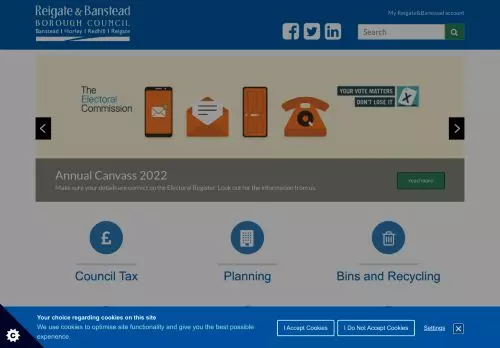 Reigate & Banstead
BOROUGH COUNCIL
Banstead | Horley | Redhill | Reigate
My Reigate&Banstead account
Search
The
Electoral
Commission
YOUR VOTE MATTERS
DON'T LOSE IT
Annual Canvass 2022
Make sure your details are correct on the Electoral Register. Look out for the information from us.
read more
Council Tax
Planning
Bins and Recycling
Your choice regarding cookies on this site
We use cookies to optimise site functionality and give you the best possible
experience.
I Accept Cookies
I Do Not Accept Cookies
Settings